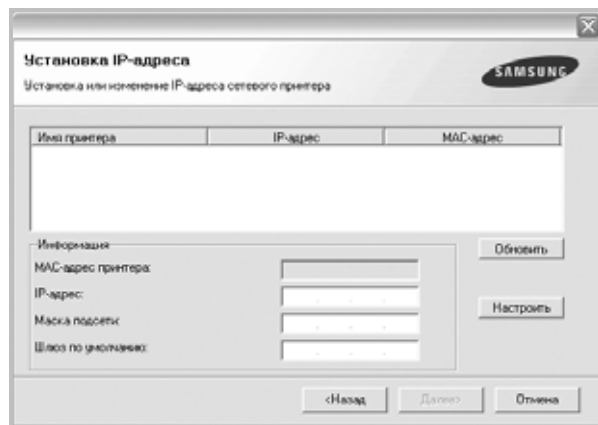 Установка IP-адреса
Установка или изменение IP-адреса сетевого принтера
SAMSUNG
Имя принтера IP-адрес MAC-адрес
Информация
Обновить
MAC-адрес принтера:
IP-адрес:
Настроить
Маска подсети:
Шлюз по умолчанию:
<Назад Далее> Отмена